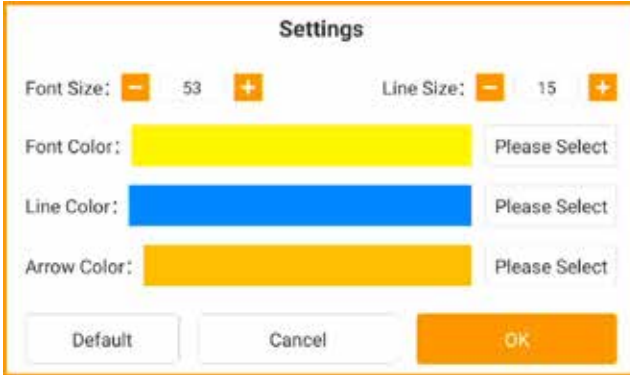 Settings
Font Size: − 53 + Line Size: − 15 +
Font Color: Please Select
Line Color: Please Select
Arrow Color: Please Select
Default Cancel OK